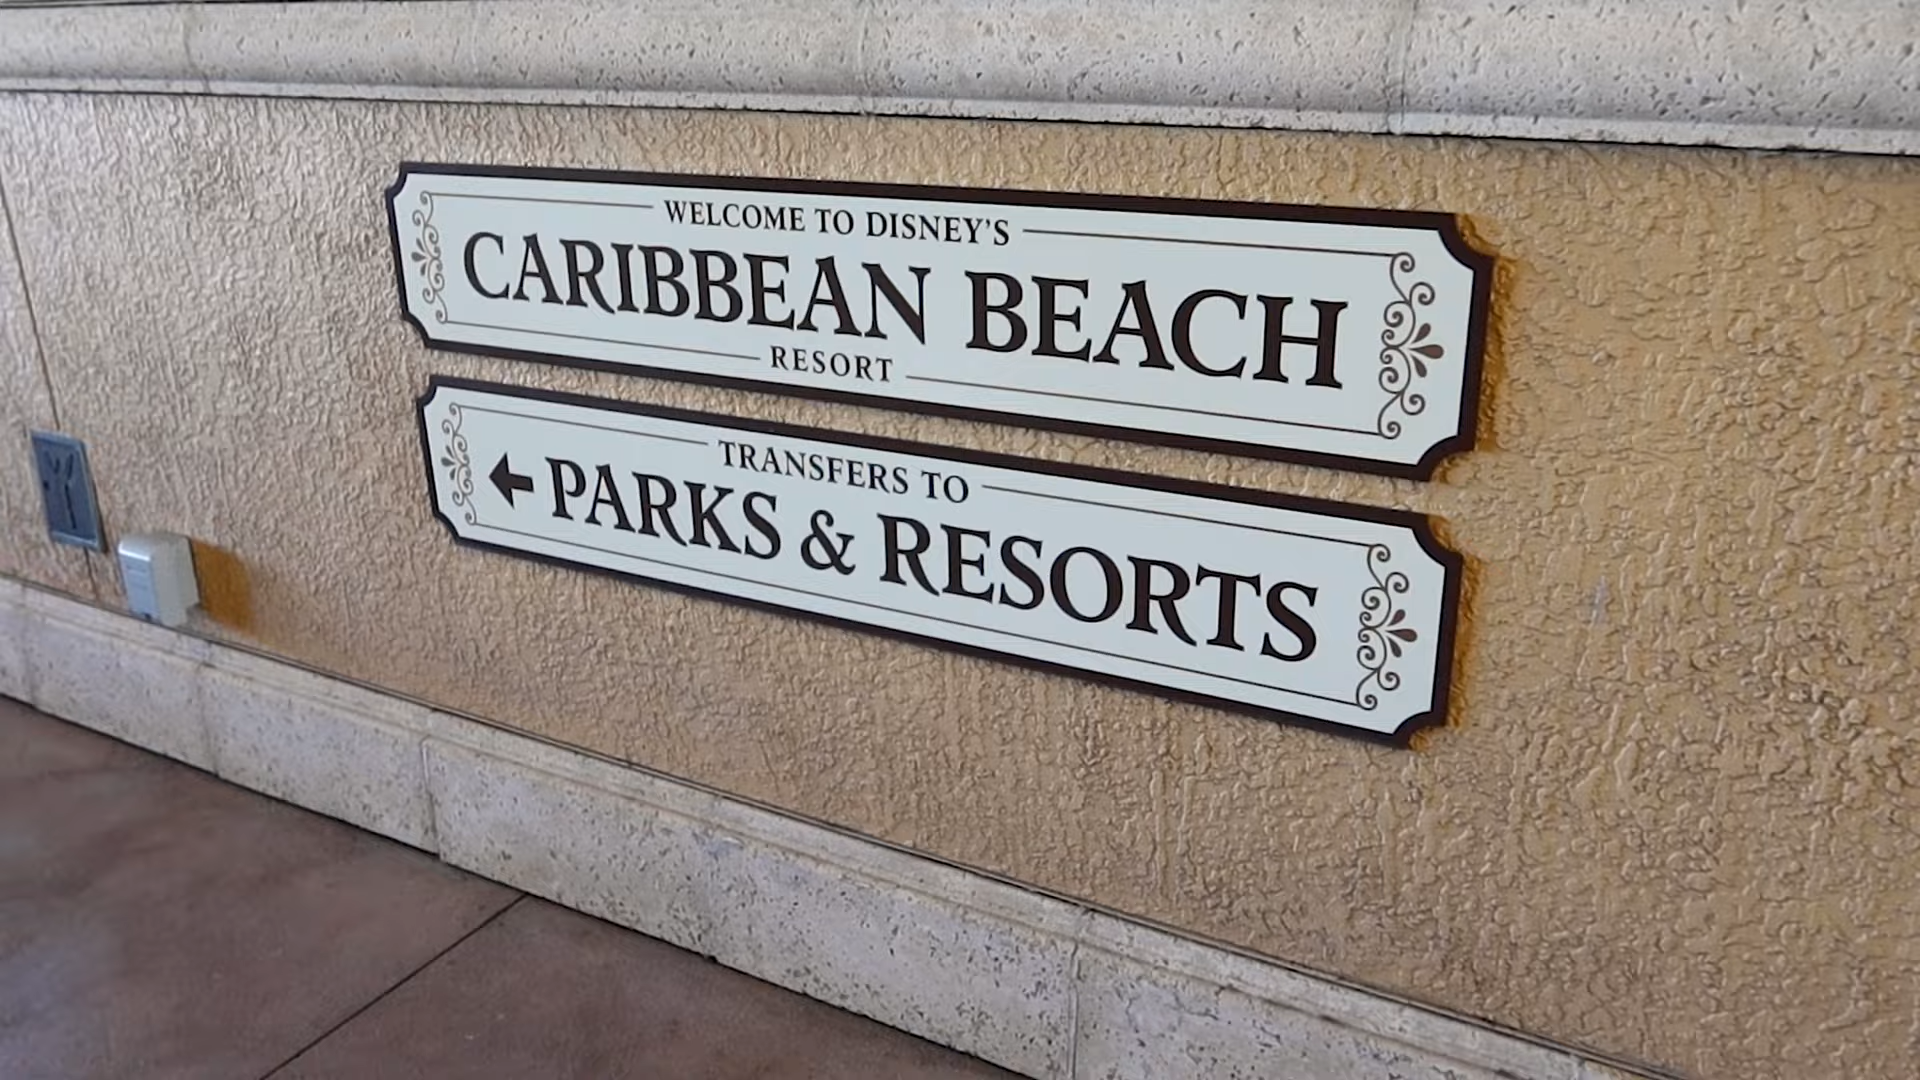 WELCOME TO DISNEY'S
CARIBBEAN BEACH
RESORT
TRANSFERS TO
← PARKS & RESORTS